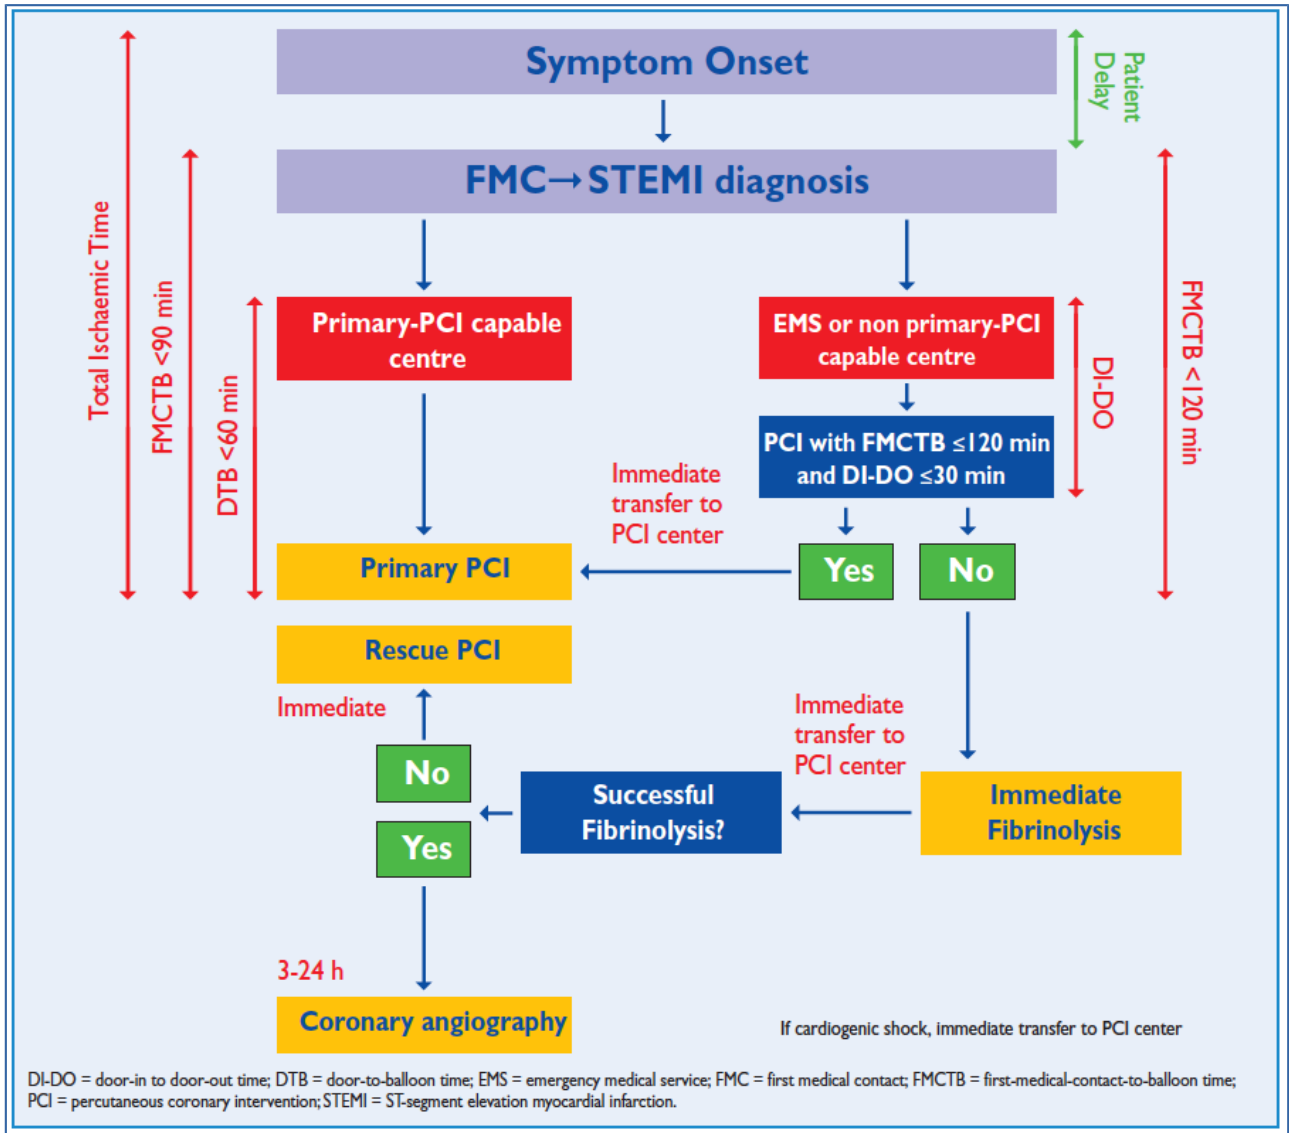 Symptom Onset
Patient
Delay
FMC→STEMI diagnosis
Total Ischaemic Time
FMCTB <90 min
DTB <60 min
Primary-PCI capable
centre
EMS or non primary-PCI
capable centre
DI-DO
FMCTB <120 min
PCI with FMCTB ≤120 min
and DI-DO ≤30 min
Immediate
transfer to
PCI center
Primary PCI
Yes
No
Rescue PCI
Immediate
Immediate
transfer to
PCI center
No
Yes
Successful
Fibrinolysis?
Immediate
Fibrinolysis
3-24 h
Coronary angiography
If cardiogenic shock, immediate transfer to PCI center
DI-DO = door-in to door-out time; DTB = door-to-balloon time; EMS = emergency medical service; FMC = first medical contact; FMCTB = first-medical-contact-to-balloon time;
PCI = percutaneous coronary intervention; STEMI = ST-segment elevation myocardial infarction.